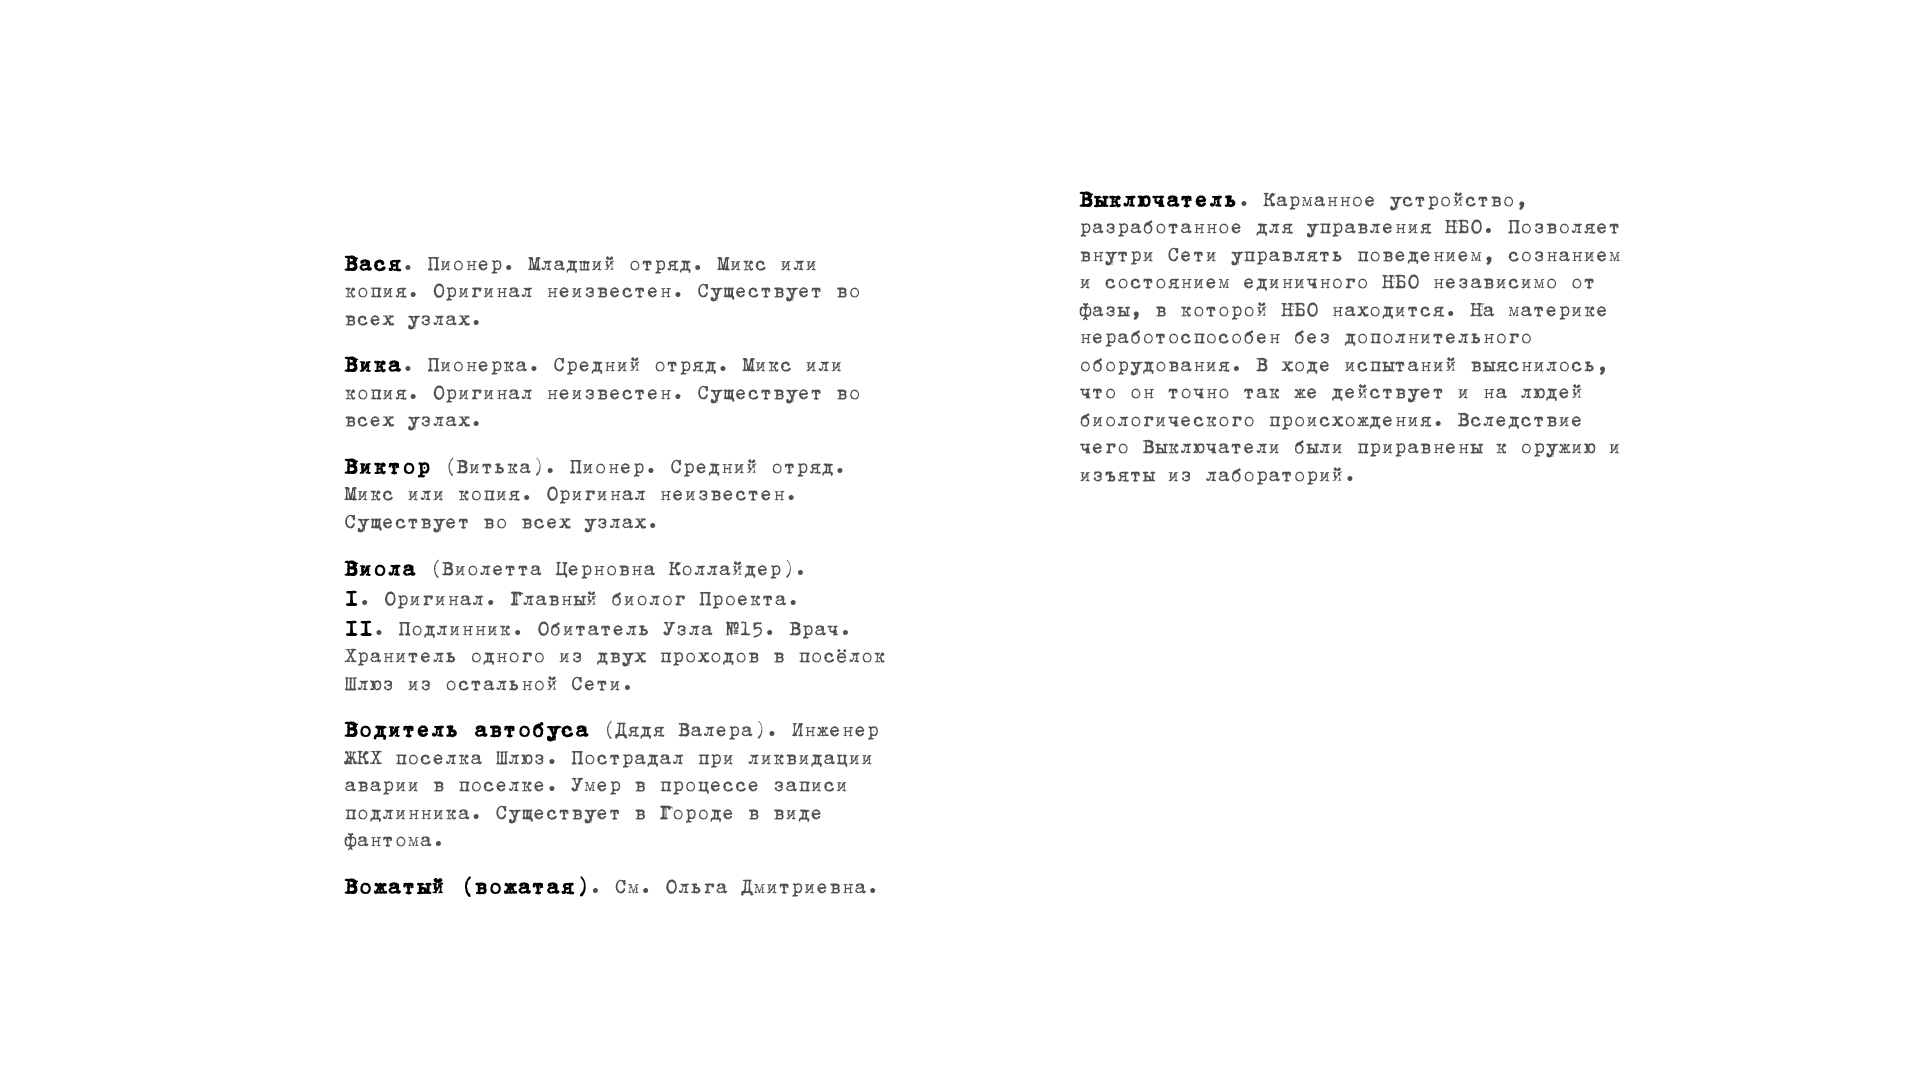 Вася. Пионер. Младший отряд. Микс или
копия. Оригинал неизвестен. Существует во
всех узлах.
Вика. Пионерка. Средний отряд. Микс или
копия. Оригинал неизвестен. Существует во
всех узлах.
Виктор (Витька). Пионер. Средний отряд.
Микс или копия. Оригинал неизвестен.
Существует во всех узлах.
Виола (Виолетта Церновна Коллайдер).
I. Оригинал. Главный биолог Проекта.
II. Подлинник. Обитатель Узла №15. Врач.
Хранитель одного из двух проходов в посёлок
Шлюз из остальной Сети.
Водитель автобуса (Дядя Валера). Инженер
ЖКХ поселка Шлюз. Пострадал при ликвидации
аварии в поселке. Умер в процессе записи
подлинника. Существует в Городе в виде
фантома.
Вожатый (вожатая). См. Ольга Дмитриевна.
Выключатель. Карманное устройство,
разработанное для управления НБО. Позволяет
внутри Сети управлять поведением, сознанием
и состоянием единичного НБО независимо от
фазы, в которой НБО находится. На материке
неработоспособен без дополнительного
оборудования. В ходе испытаний выяснилось,
что он точно так же действует и на людей
биологического происхождения. Вследствие
чего Выключатели были приравнены к оружию и
изъяты из лабораторий.